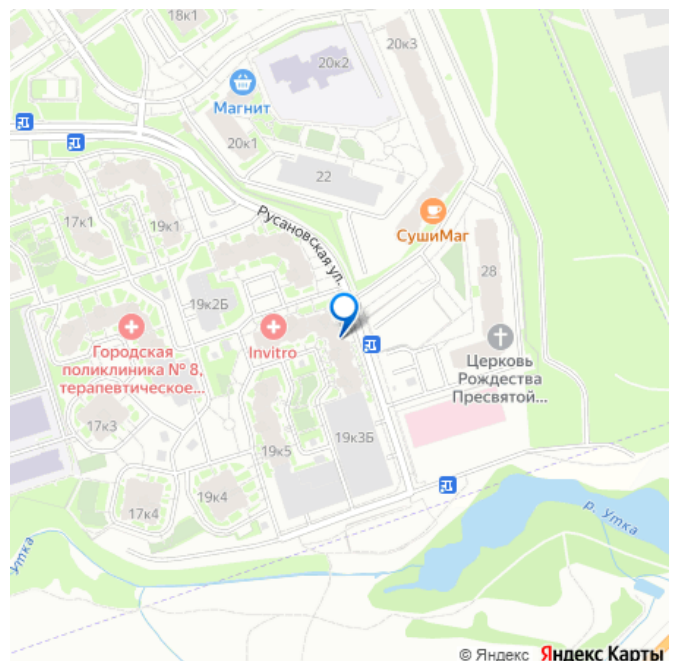 18к1
20к3
20к2
Магнит
20к1
22
17к1
19к1
Русановская ул.
СушиМаг
28
19к2Б
Городская
поликлиника № 8,
терапевтическое...
Invitro
Церковь
Рождества
Пресвятой...
17к3
19к5
19к3Б
17к4
19к4
р. Утка
Утка
© Яндекс Яндекс Карты